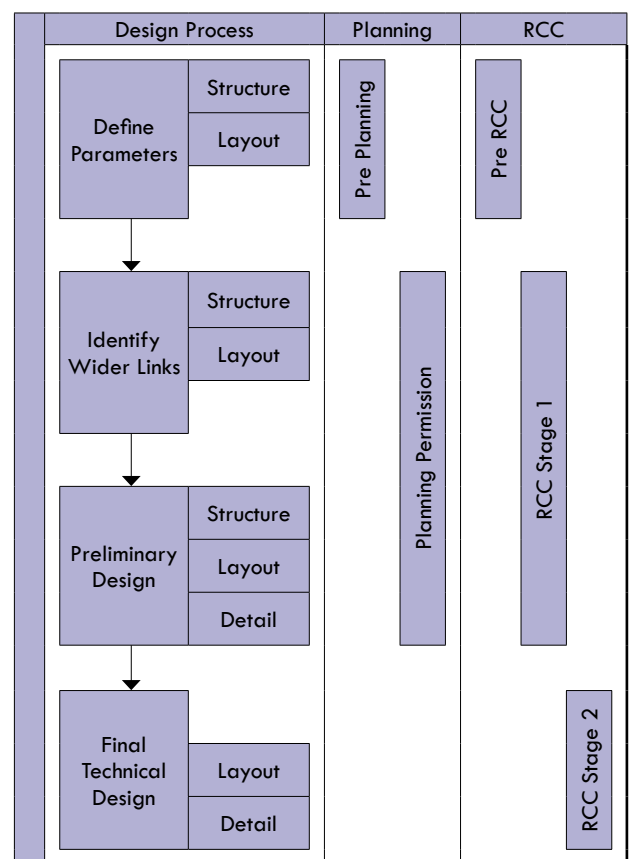 Design Process
Planning
RCC
Define
Parameters
Structure
Layout
Pre Planning
Pre RCC
Identify
Wider Links
Structure
Layout
Planning Permission
RCC Stage 1
Preliminary
Design
Structure
Layout
Detail
Final
Technical
Design
Layout
Detail
RCC Stage 2